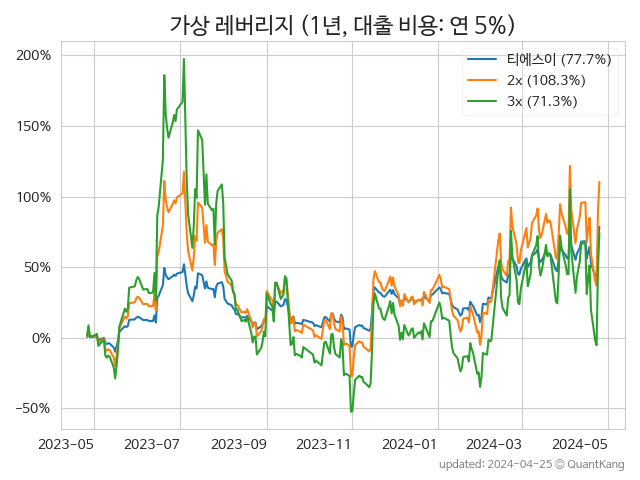 가상 레버리지 (1년, 대출 비용: 연 5%)
티에스이 (77.7%)
2x (108.3%)
3x (71.3%)
200%
150%
100%
50%
0%
−50%
2023-05 2023-07 2023-09 2023-11 2024-01 2024-03 2024-05
updated: 2024-04-25 © QuantKang